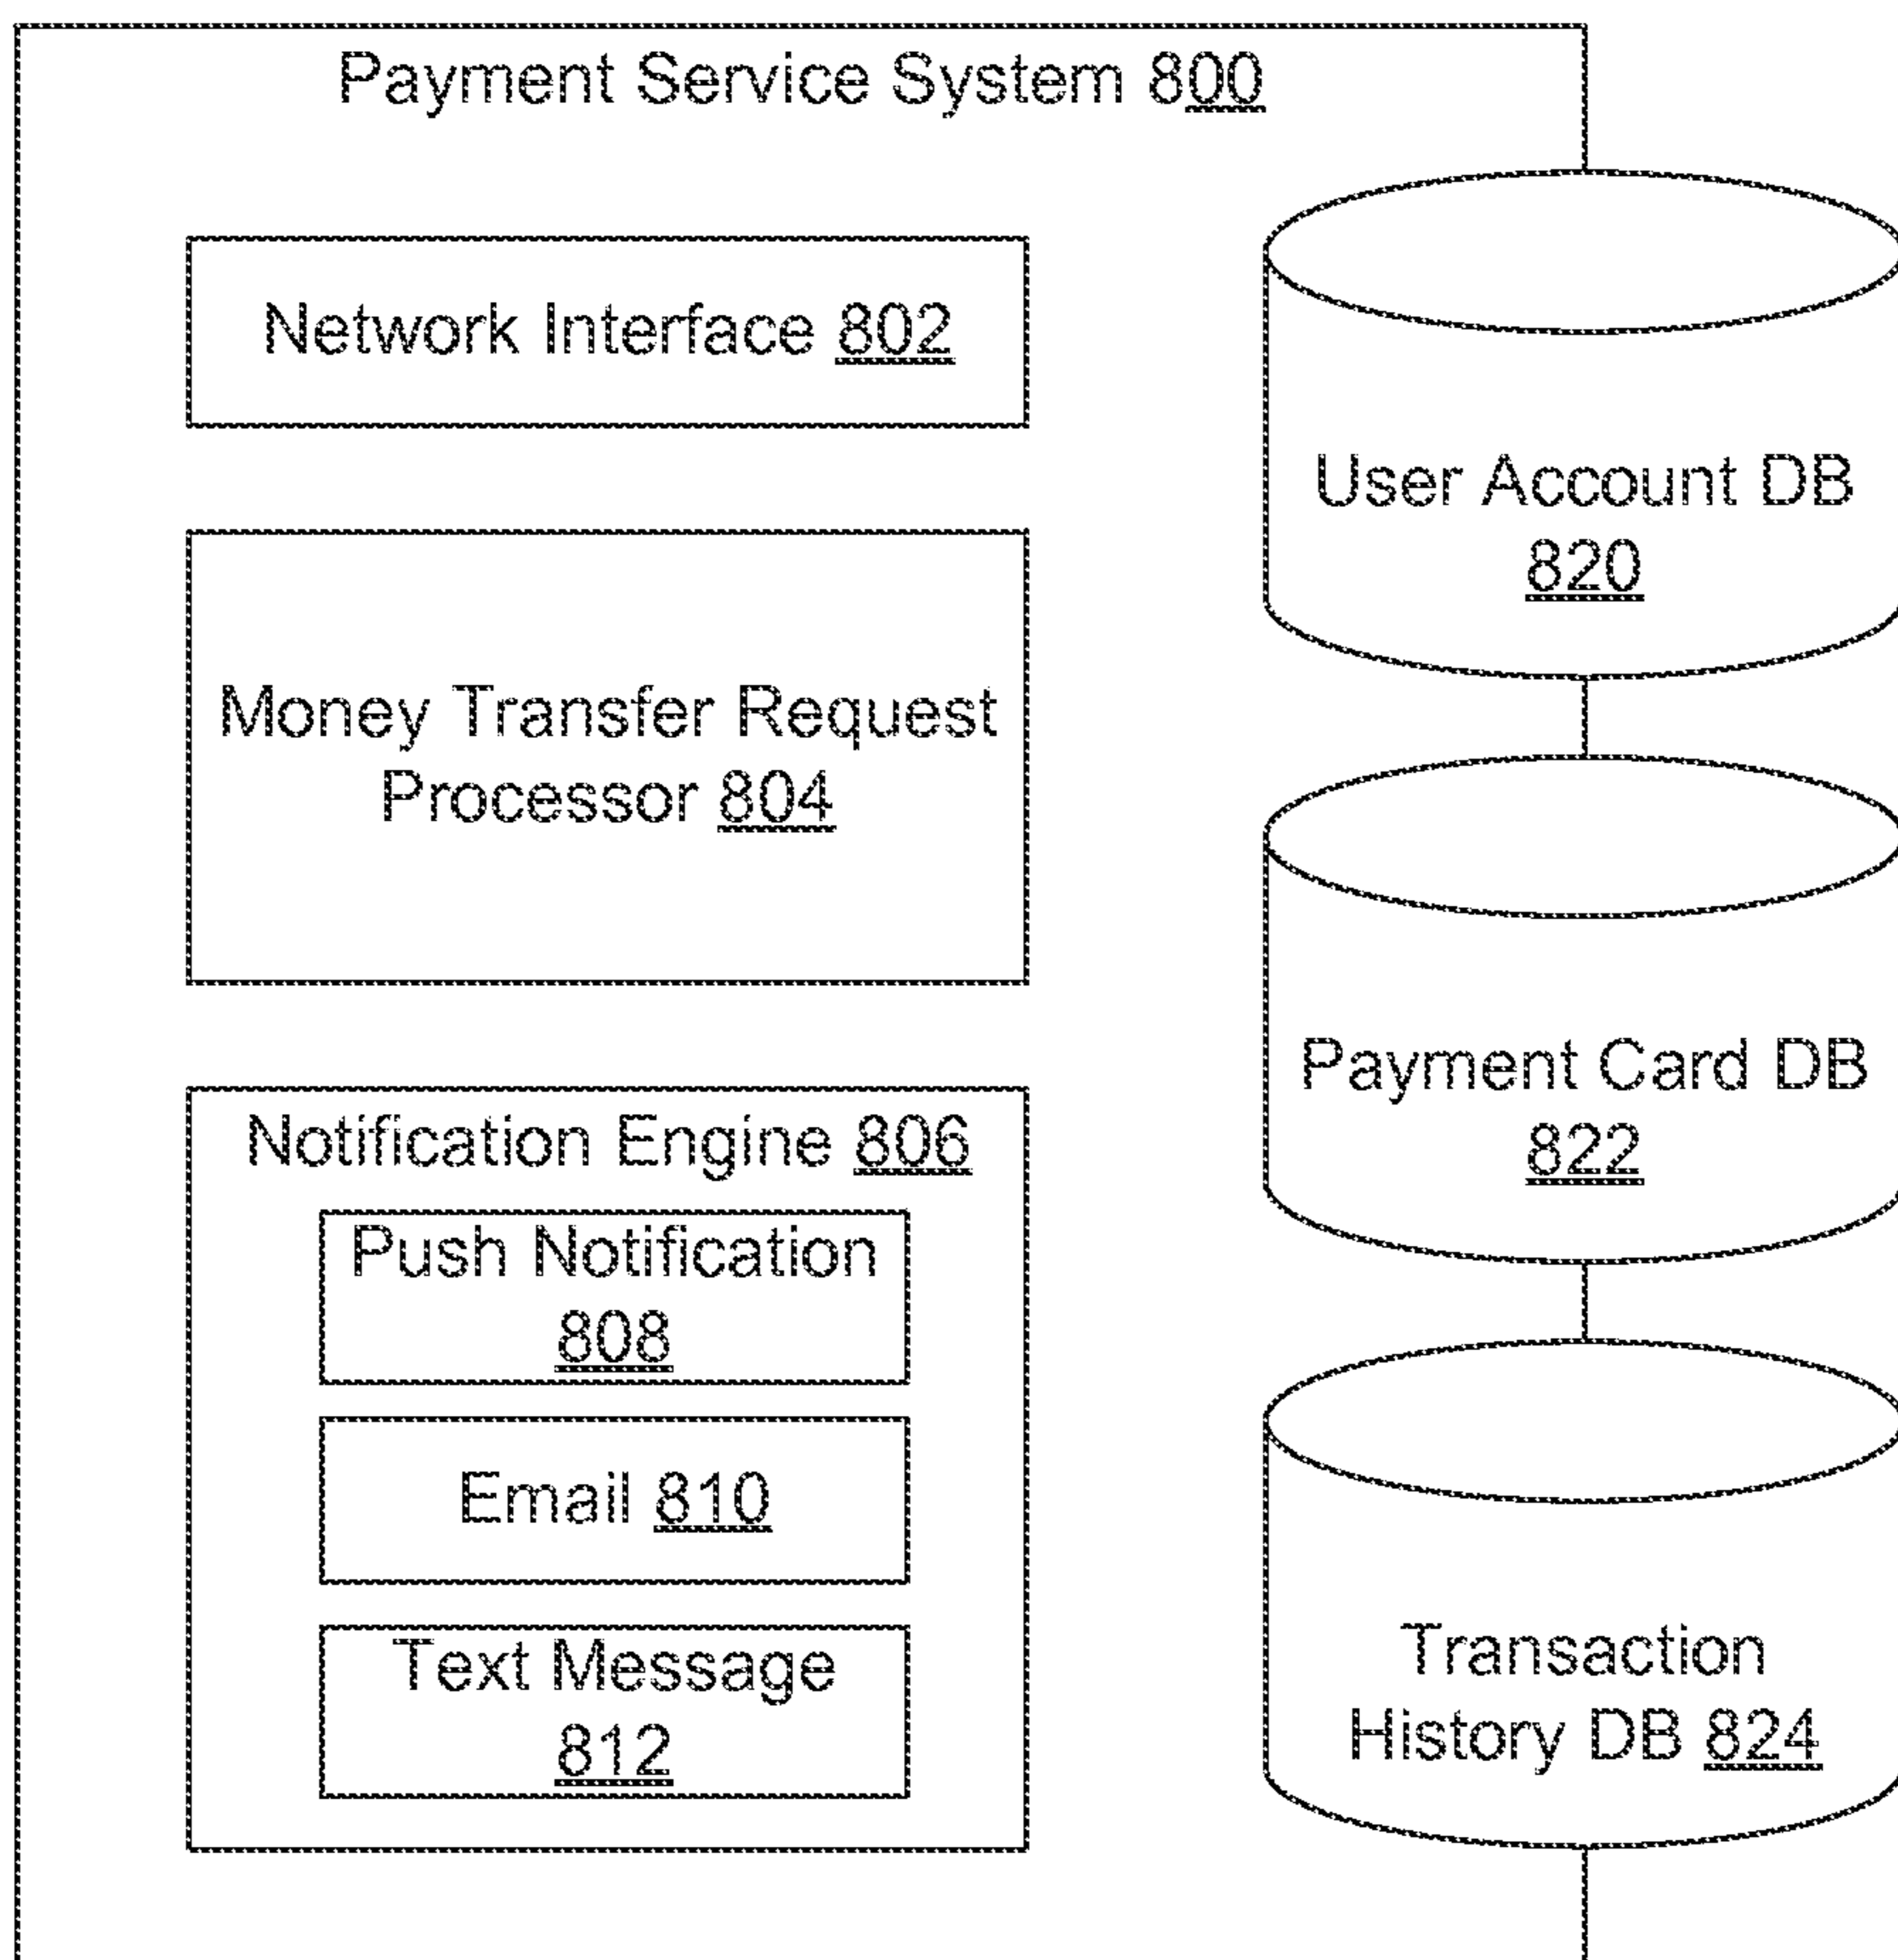 Payment Service System 800
Network Interface 802
Money Transfer Request
Processor 804
Notification Engine 806
Push Notification
808
Email 810
Text Message
812
User Account DB
820
Payment Card DB
822
Transaction
History DB 824